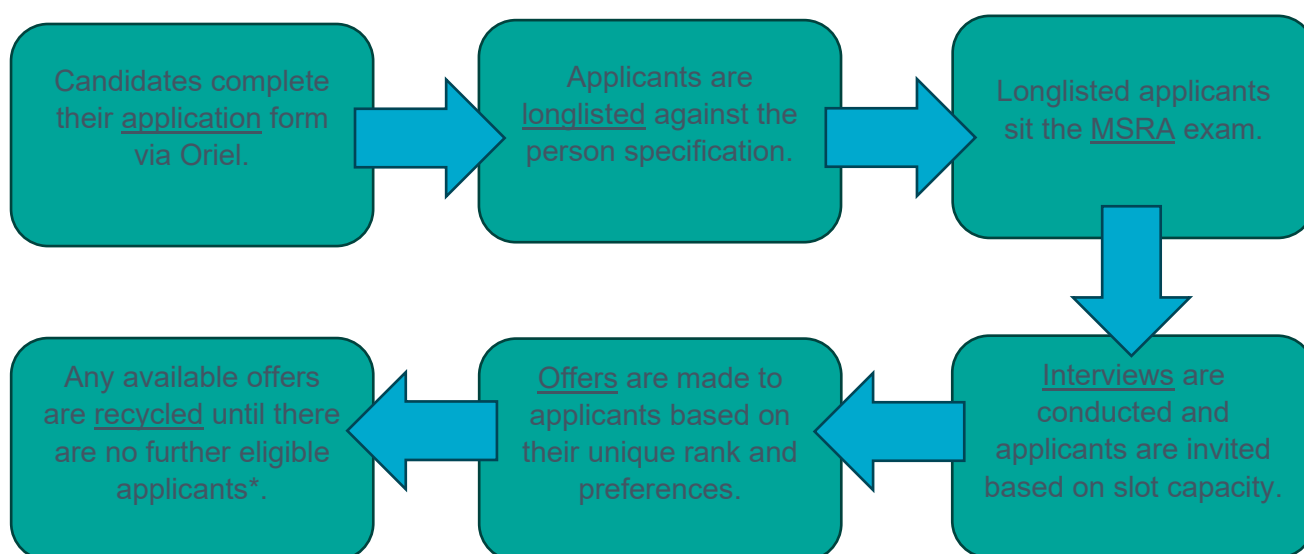 Candidates complete
their application form
via Oriel.
Applicants are
longlisted against the
person specification.
Longlisted applicants
sit the MSRA exam.
Interviews are
conducted and
applicants are invited
based on slot capacity.
Offers are made to
applicants based on
their unique rank and
preferences.
Any available offers
are recycled until there
are no further eligible
applicants*.